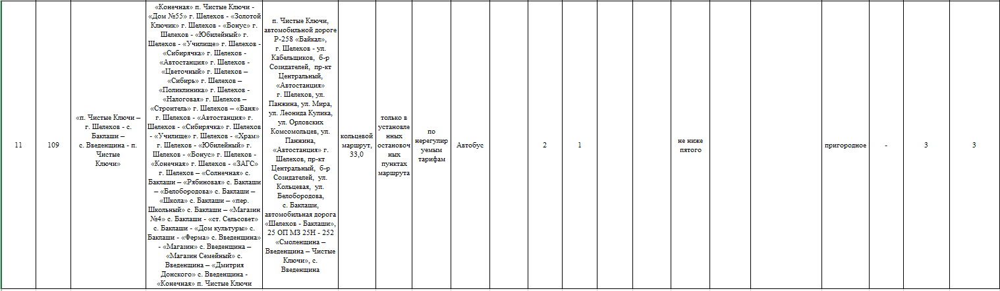 11
109
«п. Чистые Ключи –
г. Шелехов - с.
Баклаши –
с. Введенщина - п.
Чистые
Ключи»
«Конечная» п. Чистые Ключи -
«Дом №55» г. Шелехов - «Золотой
Ключик» г. Шелехов - «Бонус» г.
Шелехов - «Юбилейный» г.
Шелехов - «Училище» г. Шелехов -
«Сибирячка» г. Шелехов -
«Автостанция» г. Шелехов -
«Цветочный» г. Шелехов –
«Сибирь» г. Шелехов –
«Поликлиника» г. Шелехов -
«Налоговая» г. Шелехов –
«Строитель» г. Шелехов – «Баня»
г. Шелехов - «Автостанция» г.
Шелехов - «Сибирячка» г. Шелехов
- «Училище» г. Шелехов - «Храм»
г. Шелехов - «Юбилейный» г.
Шелехов - «Бонус» г. Шелехов -
«Конечная» г. Шелехов - «ЗАГС»
г. Шелехов – «Солнечная» с.
Баклаши – «Рябиновая» с. Баклаши
– «Белобородова» с. Баклаши –
«Школа» с. Баклаши – «пер.
Школьный» с. Баклаши – «Магазин
№4» с. Баклаши - «ст. Сельсовет»
с. Баклаши - «Дом культуры» с.
Баклаши - «Ферма» с. Введенщина»
- «Магазин» с. Введенщина –
«Магазин Семейный» с.
Введенщина – «Дмитрия
Донского» с. Введенщина -
«Конечная» п. Чистые Ключи
п. Чистые Ключи,
автомобильной дороге
Р-258 «Байкал»,
г. Шелехов - ул.
Кабельщиков, б-р
Созидателей, пр-кт
Центральный,
«Автостанция»
г. Шелехов, ул.
Панжина, ул. Мира,
ул. Леонида Кулика,
ул. Орловских
Комсомольцев, ул.
Панжина,
«Автостанция» г.
Шелехов, пр-кт
Центральный, б-р
Созидателей, ул.
Кольцевая, ул.
Белобородова,
с. Баклаши,
автомобильная дорога
«Шелехов - Баклаши»,
25 ОП МЗ 25Н - 252
«Смоленщина –
Введенщина – Чистые
Ключи», с.
Введенщина
кольцевой
маршрут,
33,0
только в
установле
нных
остановоч
ных
пунктах
маршрута
по
нерегулир
уемым
тарифам
Автобус
2
1
не ниже
пятого
пригородное
-
3
3